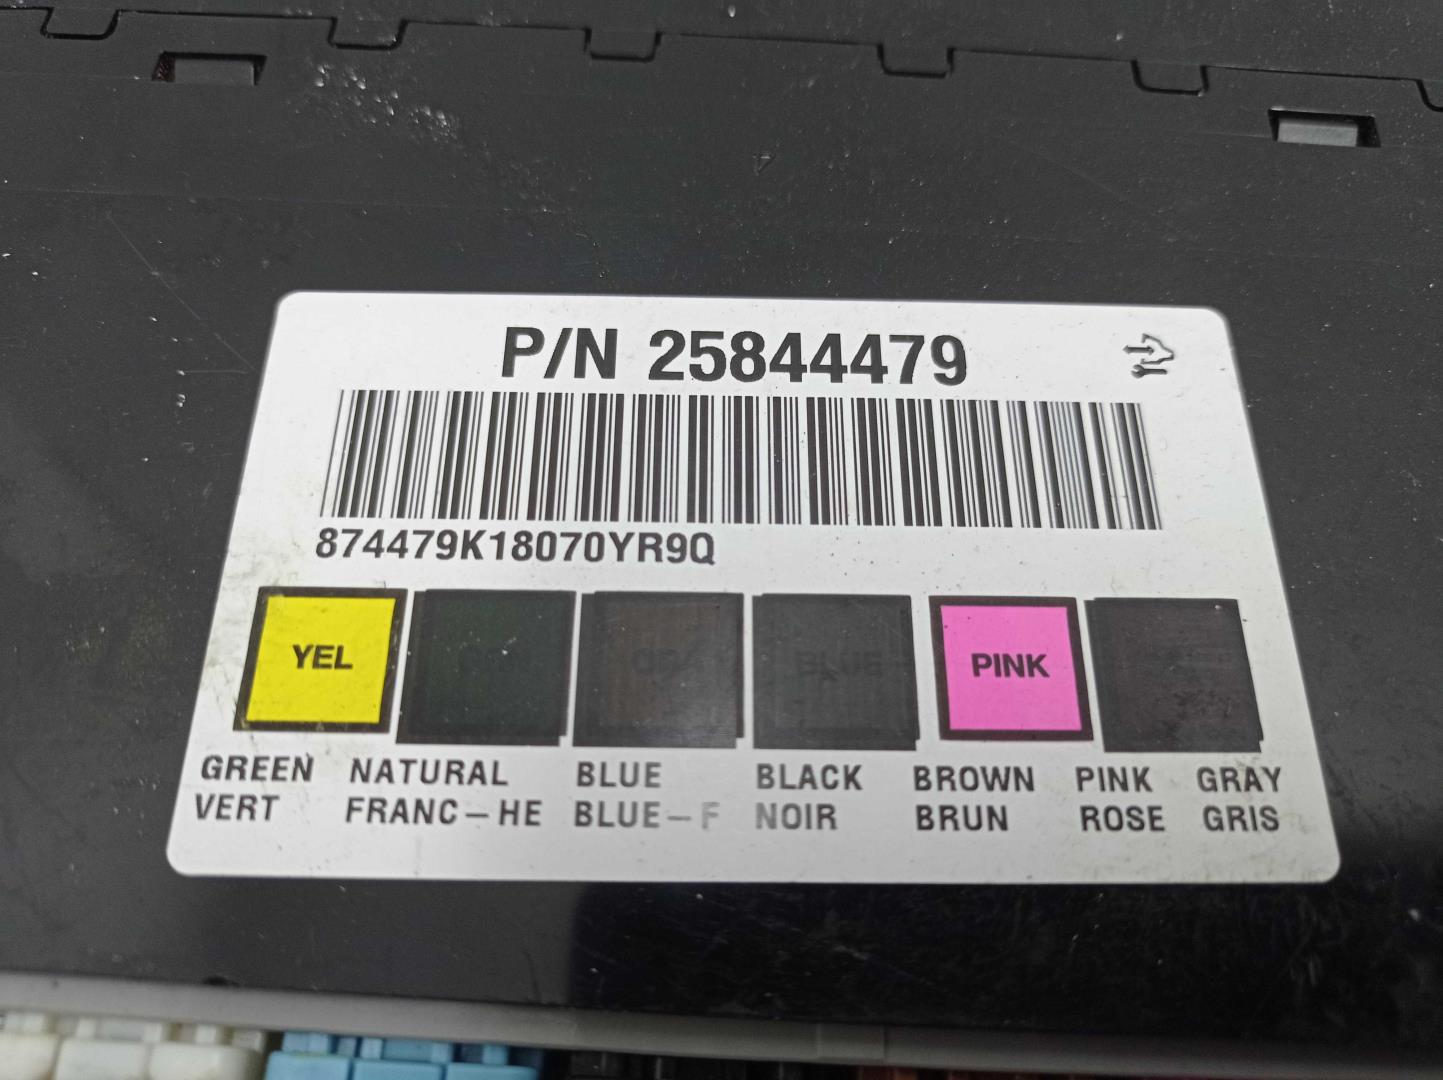 P/N 25844479
874479K18070YR9Q
YEL BLUE PINK
GREEN NATURAL BLUE BLACK BROWN PINK GRAY
VERT FRANC-HE BLUE-F NOIR BRUN ROSE GRIS